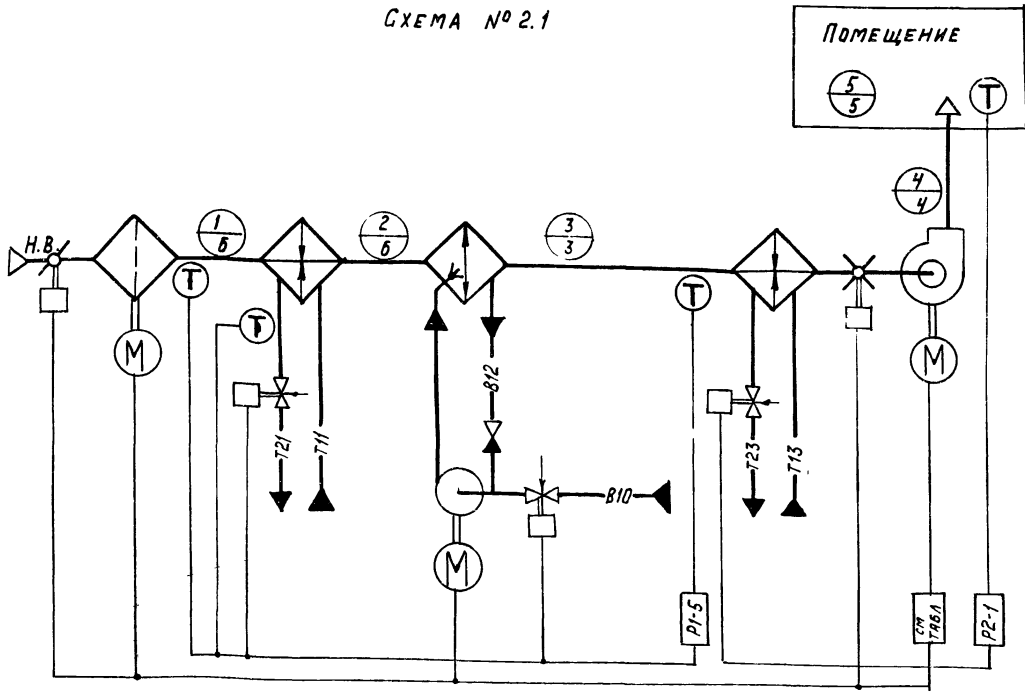 Схема № 2.1
Помещение
5
5
Т
4
4
Н.В.
1
6
2
6
3
3
Т
Т
Т
М
М
В12
Т21
Т11
Т23
Т13
В10
М
Р1-5
см табл
Р2-1